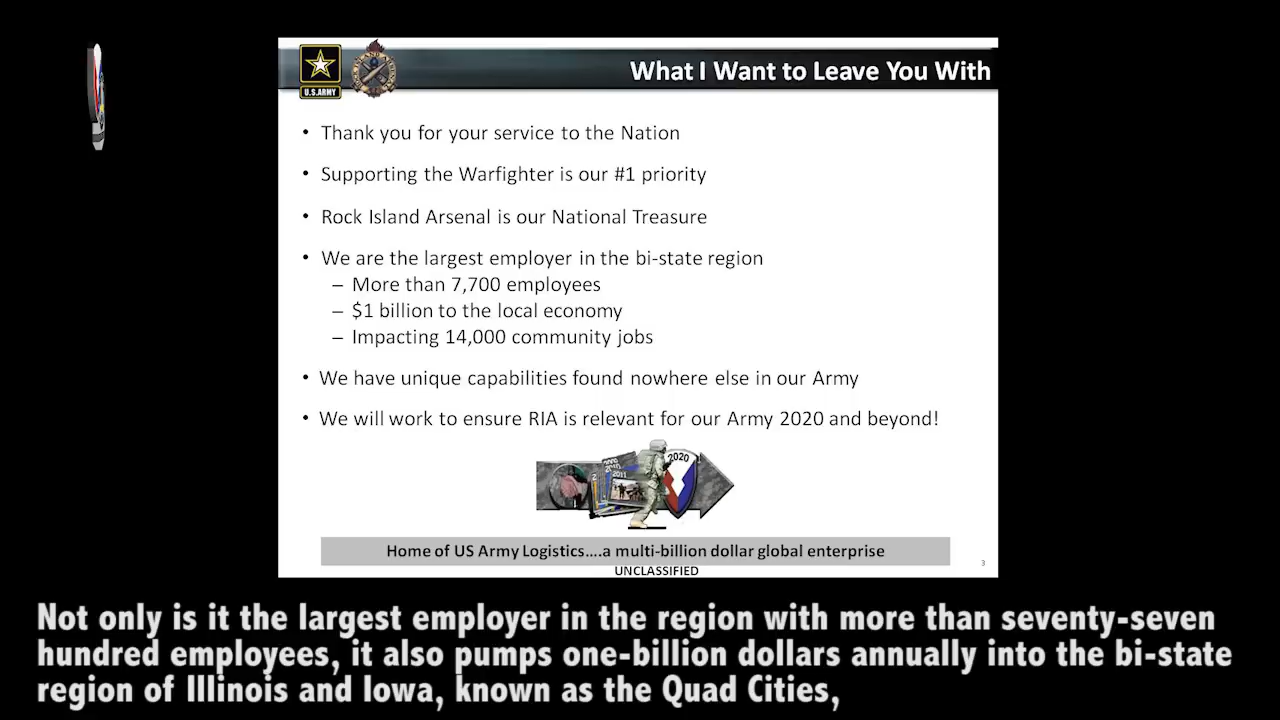 U.S.ARMY
What I Want to Leave You With
• Thank you for your service to the Nation
• Supporting the Warfighter is our #1 priority
• Rock Island Arsenal is our National Treasure
• We are the largest employer in the bi-state region
– More than 7,700 employees
– $1 billion to the local economy
– Impacting 14,000 community jobs
• We have unique capabilities found nowhere else in our Army
• We will work to ensure RIA is relevant for our Army 2020 and beyond!
2011
2020
Home of US Army Logistics....a multi-billion dollar global enterprise
UNCLASSIFIED
3
Not only is it the largest employer in the region with more than seventy-seven
hundred employees, it also pumps one-billion dollars annually into the bi-state
region of Illinois and Iowa, known as the Quad Cities,